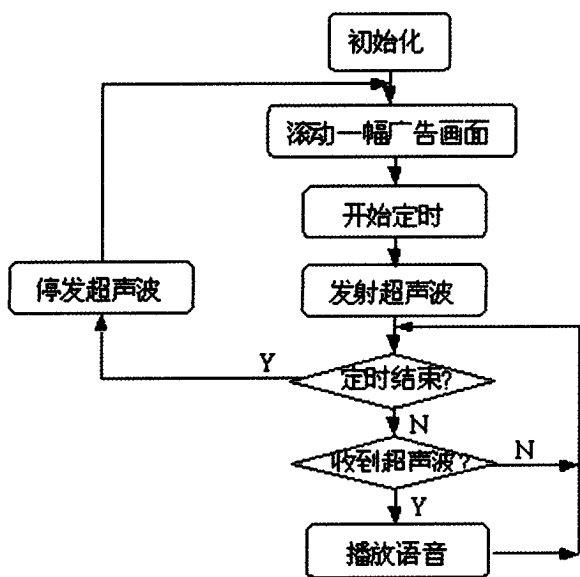 初始化
滚动一幅广告画面
开始定时
停发超声波
发射超声波
Y
定时结束?
N
收到超声波?
N
Y
播放语音